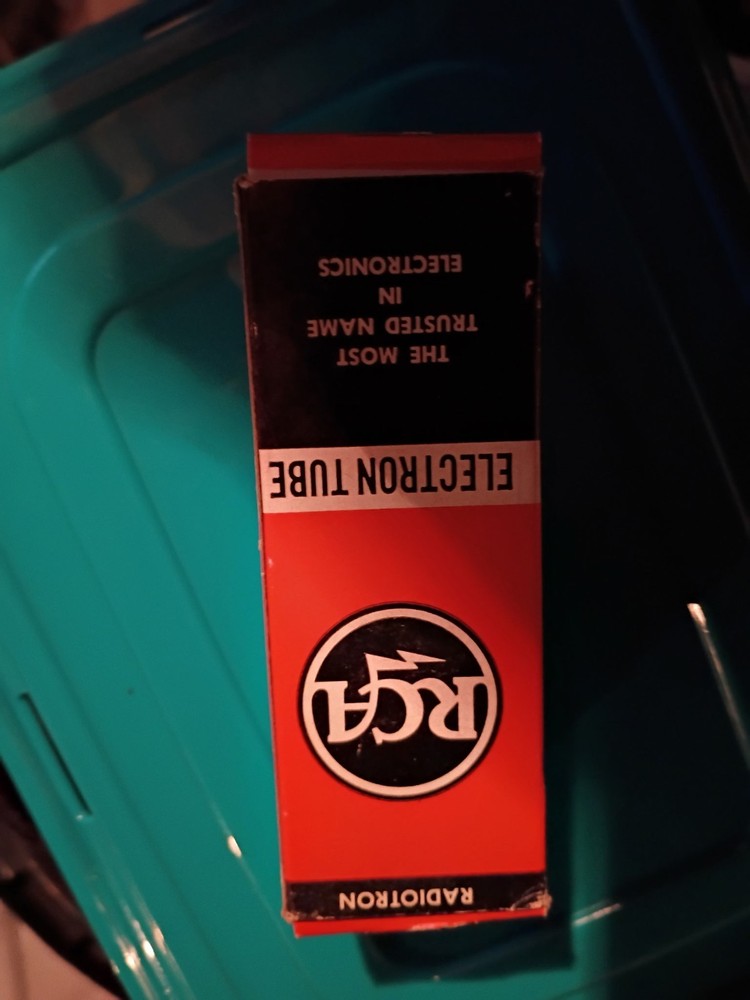 RADIOTRON
RCA
ELECTRON TUBE
THE MOST
TRUSTED NAME
IN
ELECTRONICS